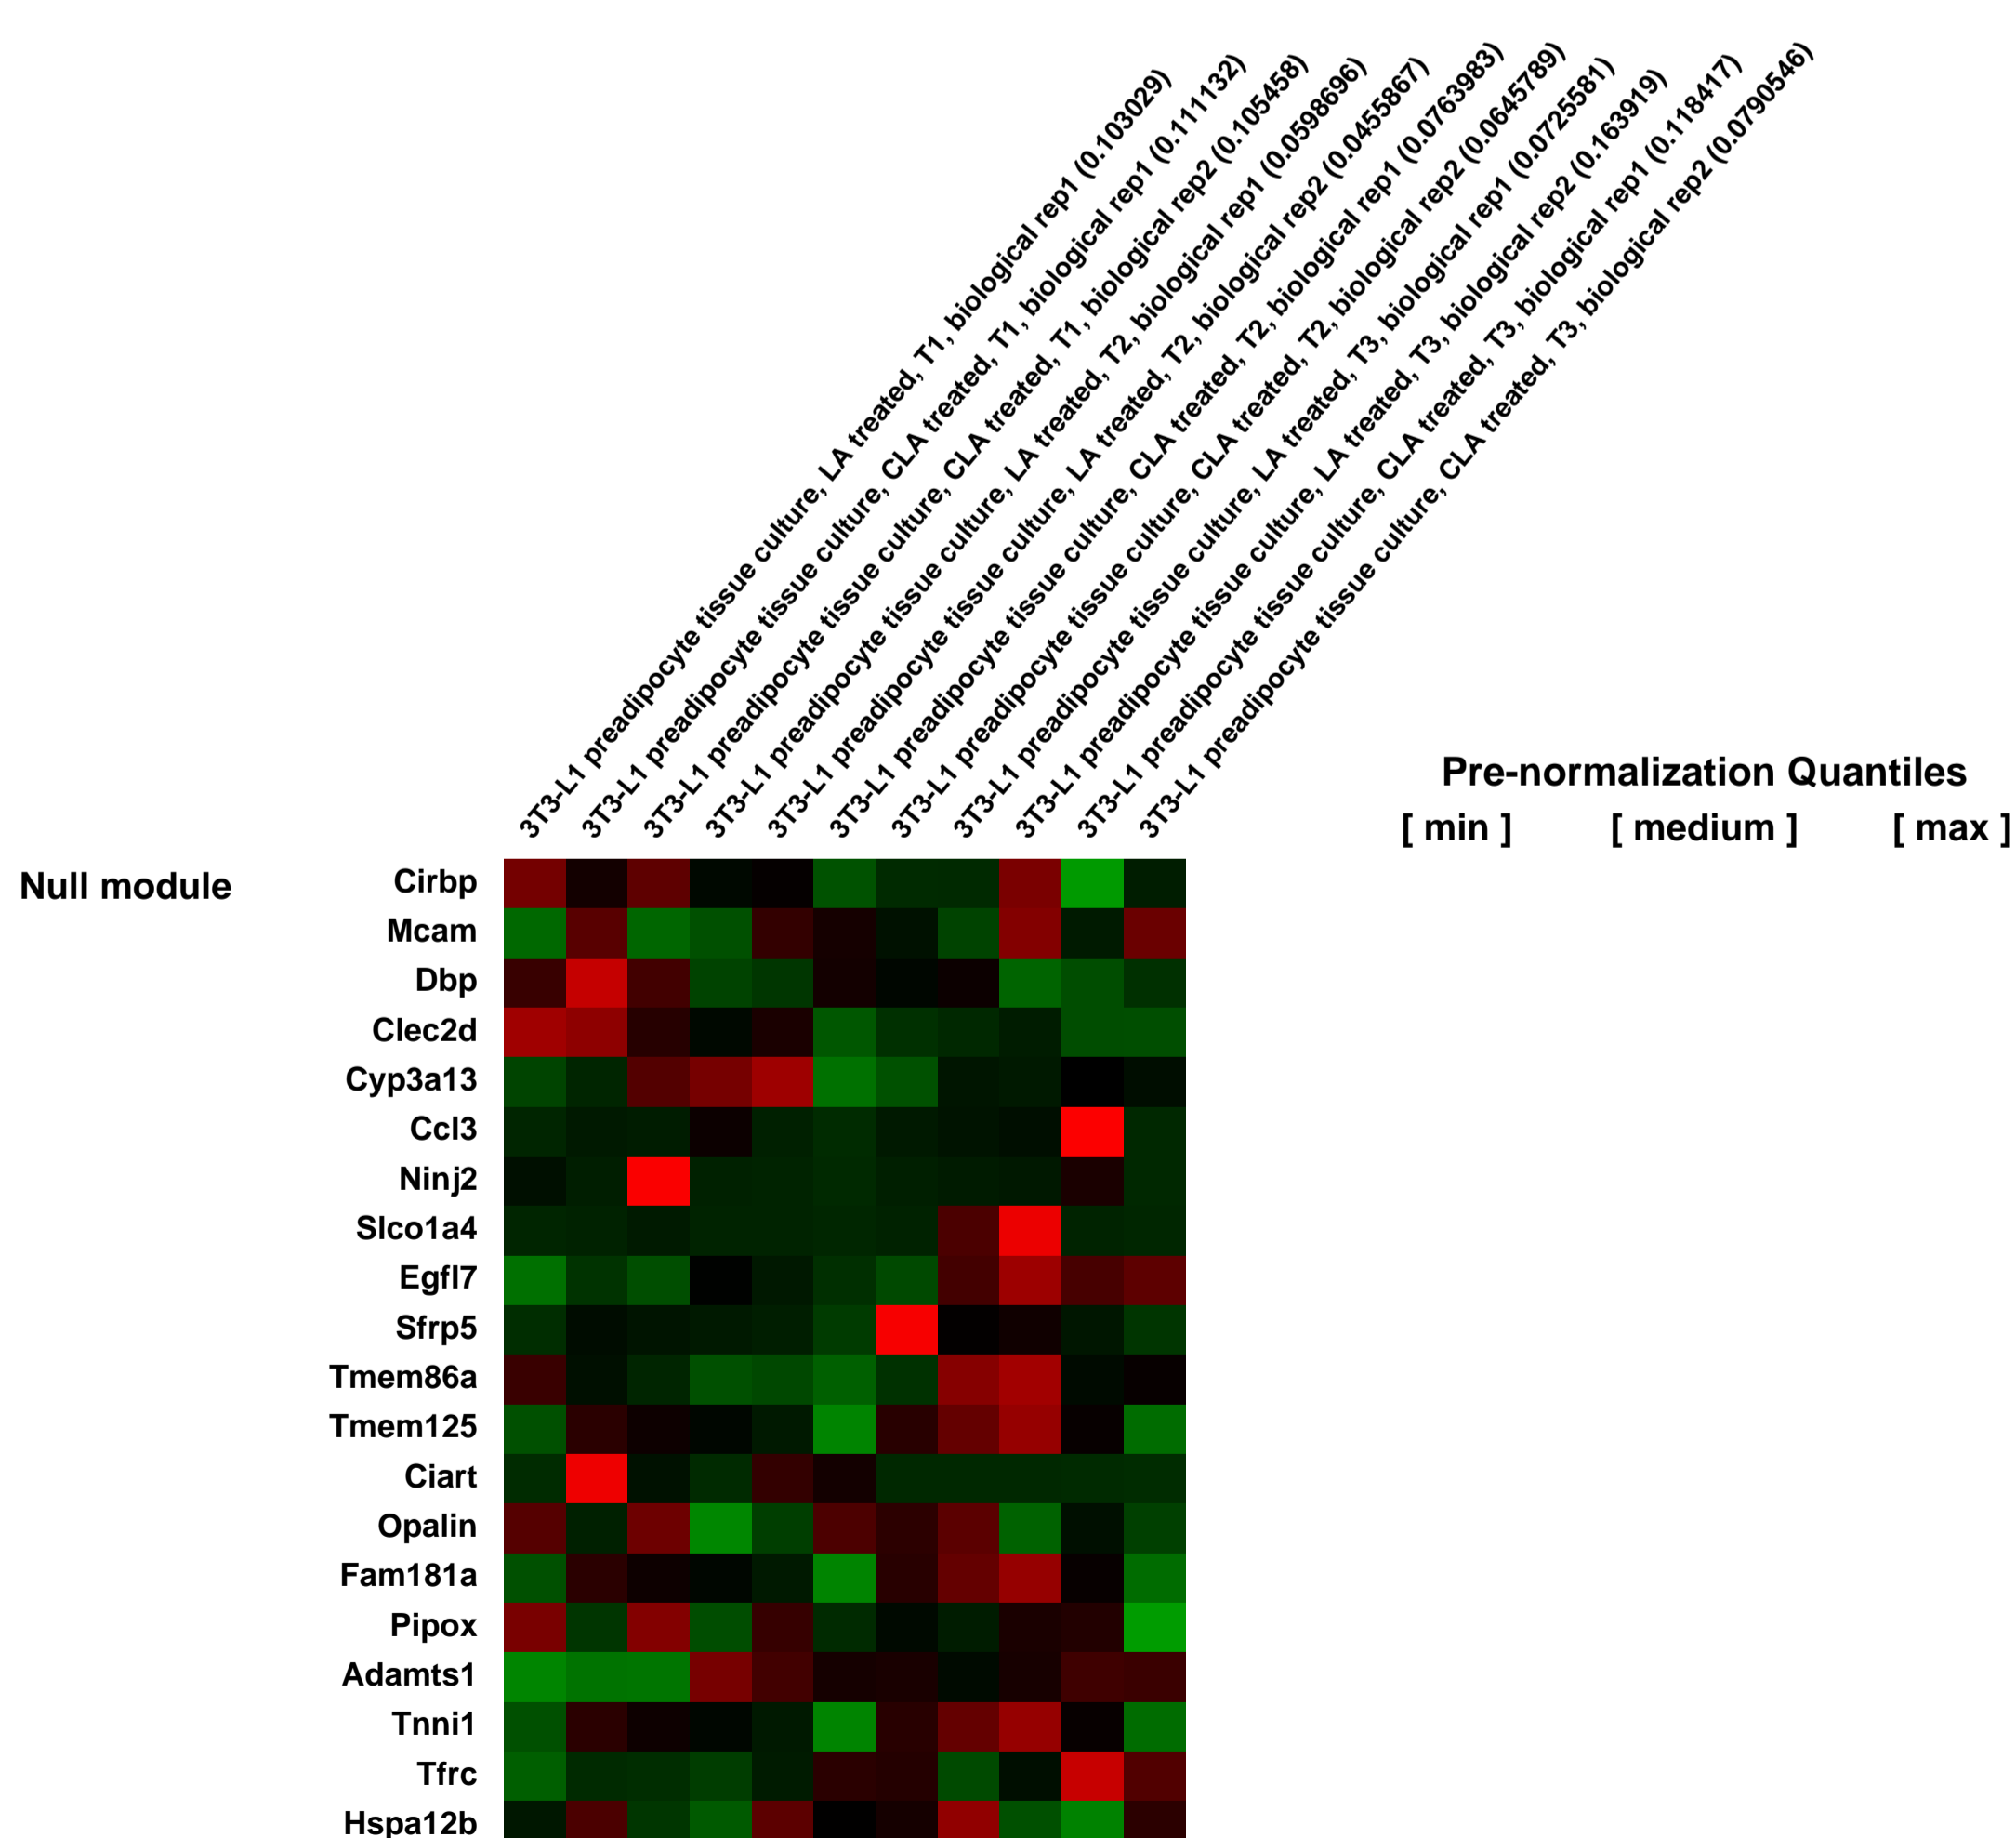 3T3-L1 preadipocyte tissue culture, LA treated, T1, biological rep1 (0.103029)
3T3-L1 preadipocyte tissue culture, CLA treated, T1, biological rep1 (0.111132)
3T3-L1 preadipocyte tissue culture, CLA treated, T1, biological rep2 (0.105458)
3T3-L1 preadipocyte tissue culture, LA treated, T2, biological rep1 (0.0598696)
3T3-L1 preadipocyte tissue culture, LA treated, T2, biological rep2 (0.0455867)
3T3-L1 preadipocyte tissue culture, CLA treated, T2, biological rep1 (0.0763983)
3T3-L1 preadipocyte tissue culture, CLA treated, T2, biological rep2 (0.0645789)
3T3-L1 preadipocyte tissue culture, LA treated, T3, biological rep1 (0.0725581)
3T3-L1 preadipocyte tissue culture, LA treated, T3, biological rep2 (0.163919)
3T3-L1 preadipocyte tissue culture, CLA treated, T3, biological rep1 (0.118417)
3T3-L1 preadipocyte tissue culture, CLA treated, T3, biological rep2 (0.0790546)
Pre-normalization Quantiles
[ min ] [ medium ] [ max ]
Null module
Cirbp
Mcam
Dbp
Clec2d
Cyp3a13
Ccl3
Ninj2
Slco1a4
Egfl7
Sfrp5
Tmem86a
Tmem125
Ciart
Opalin
Fam181a
Pipox
Adamts1
Tnni1
Tfrc
Hspa12b